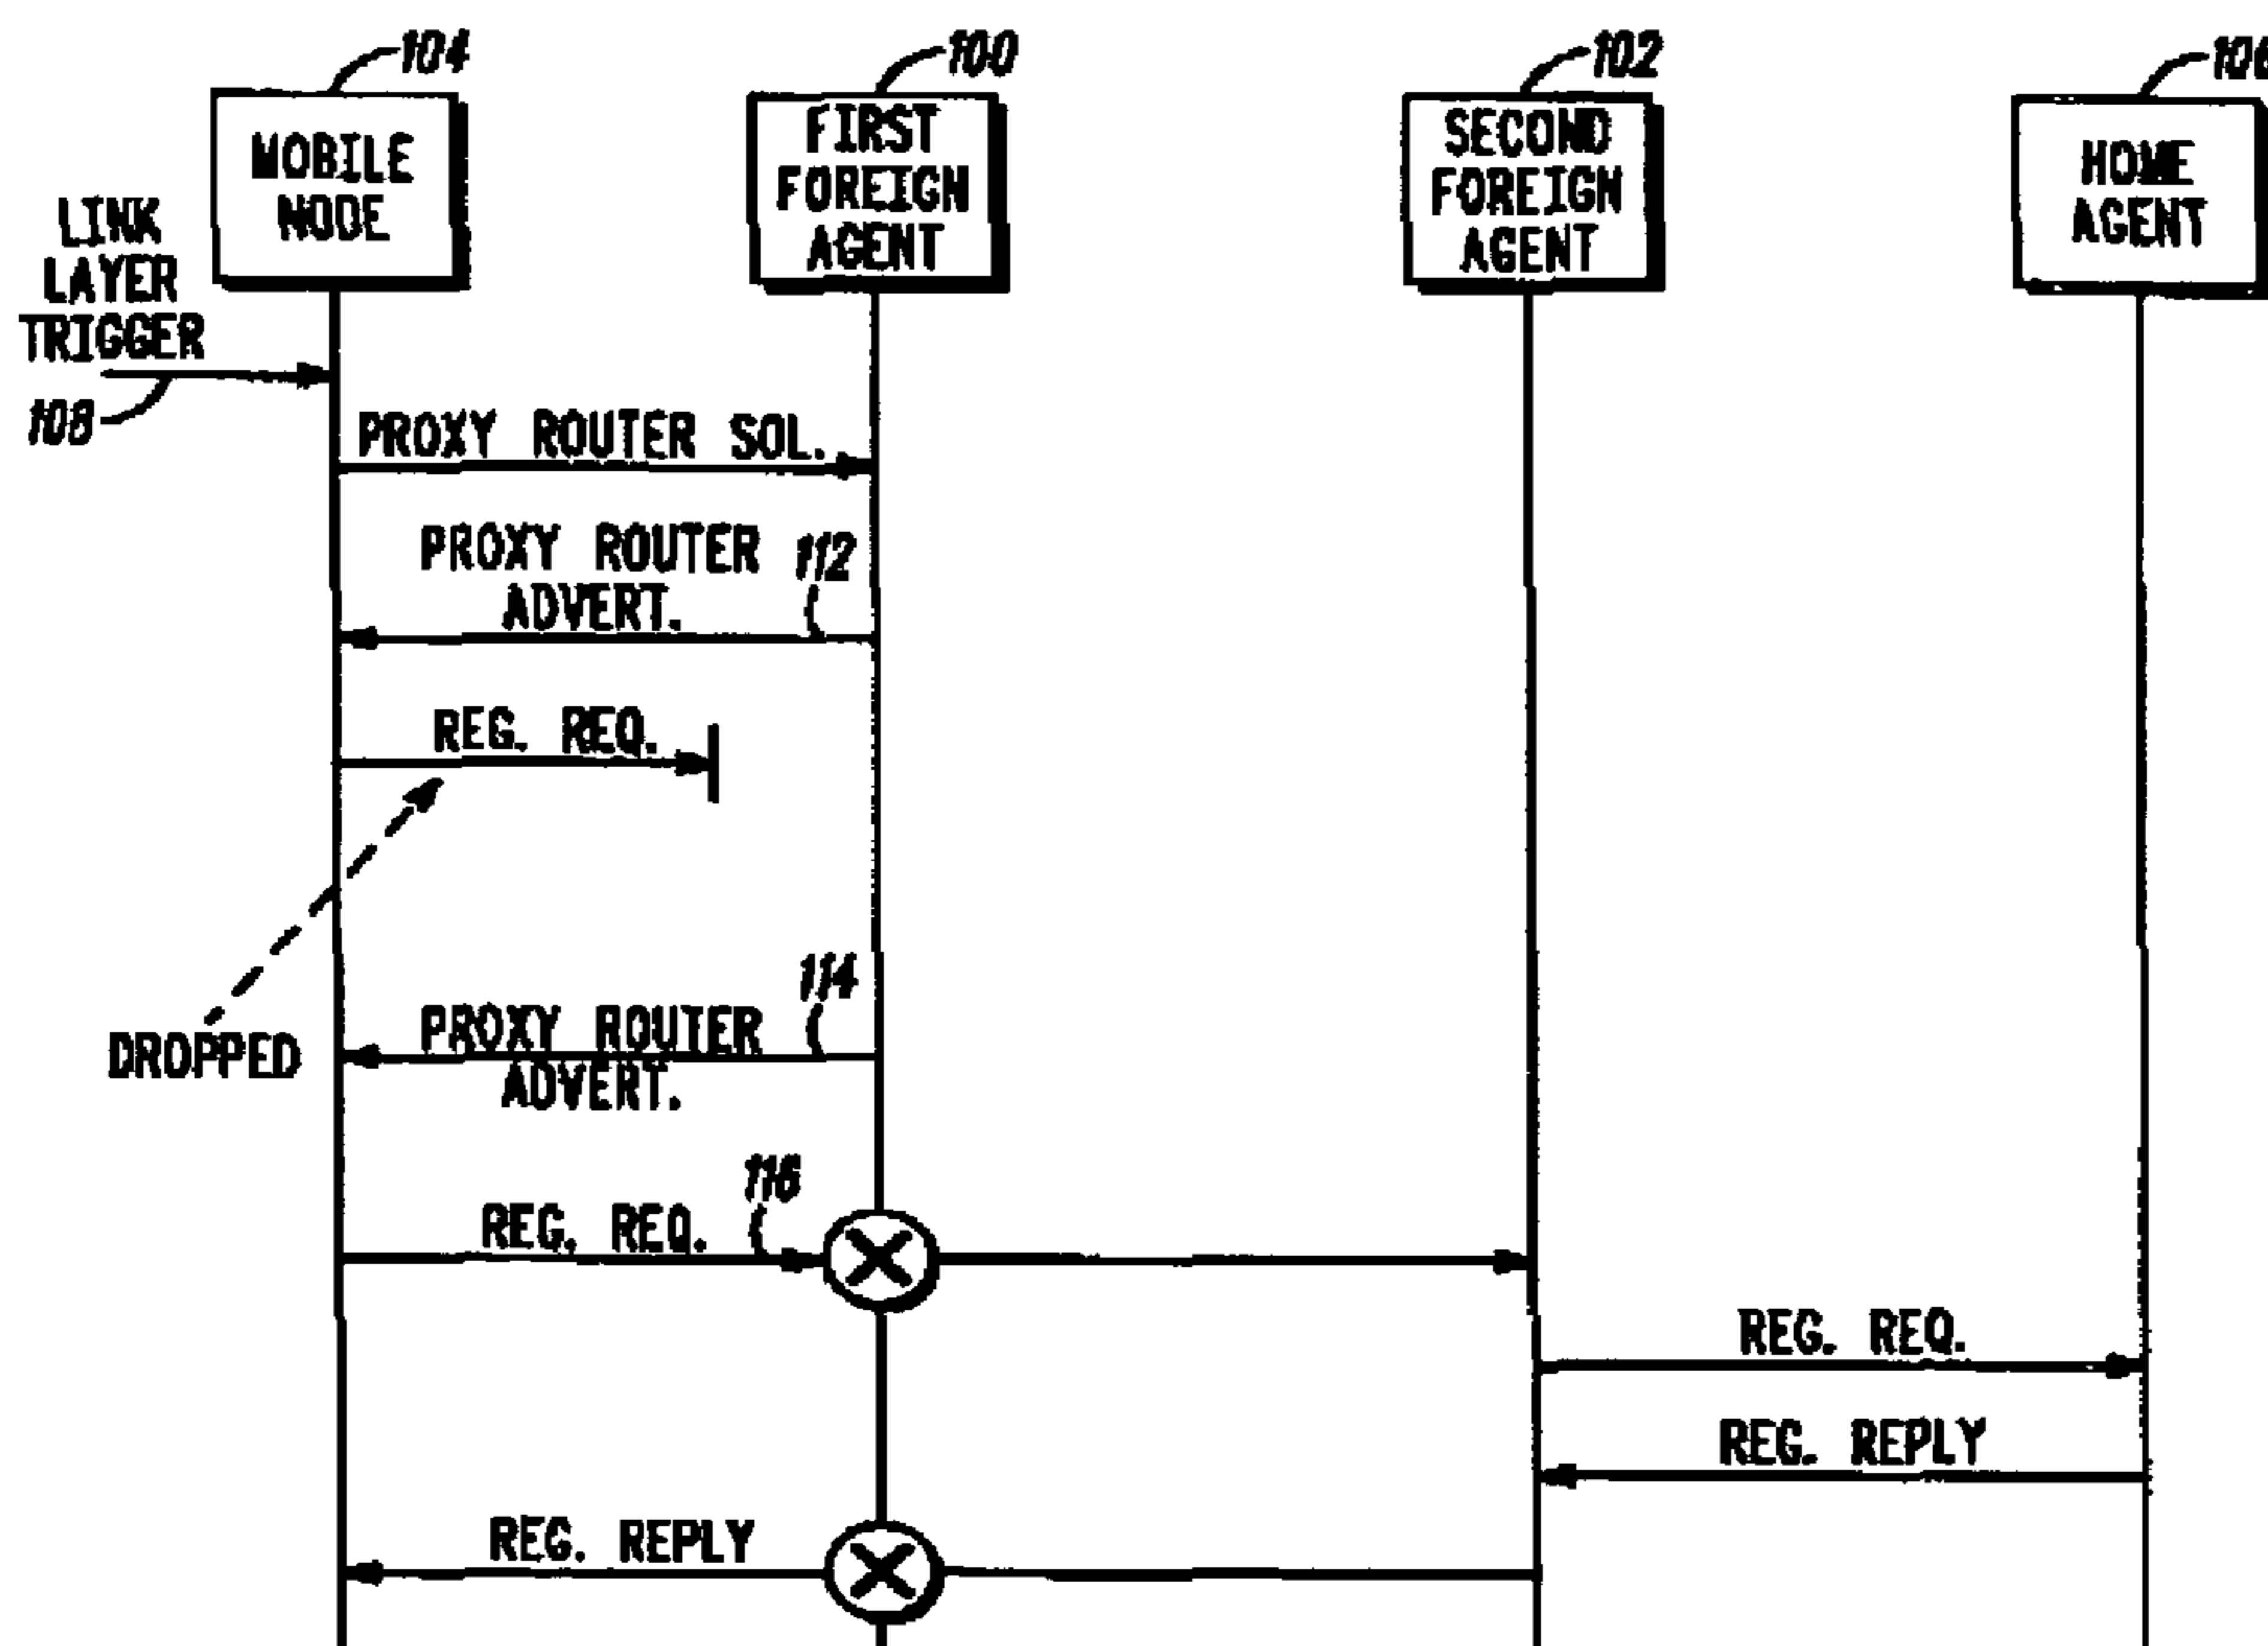 104
100
102
MOBILE
NODE
FIRST
FOREIGN
AGENT
SECOND
FOREIGN
AGENT
HOME
AGENT
LINK
LAYER
TRIGGER
108
PROXY ROUTER SOL.
PROXY ROUTER
ADVERT.
112
REG. REQ.
DROPPED
PROXY ROUTER
ADVERT.
114
REG. REQ.
116
REG. REQ.
REG. REPLY
REG. REPLY